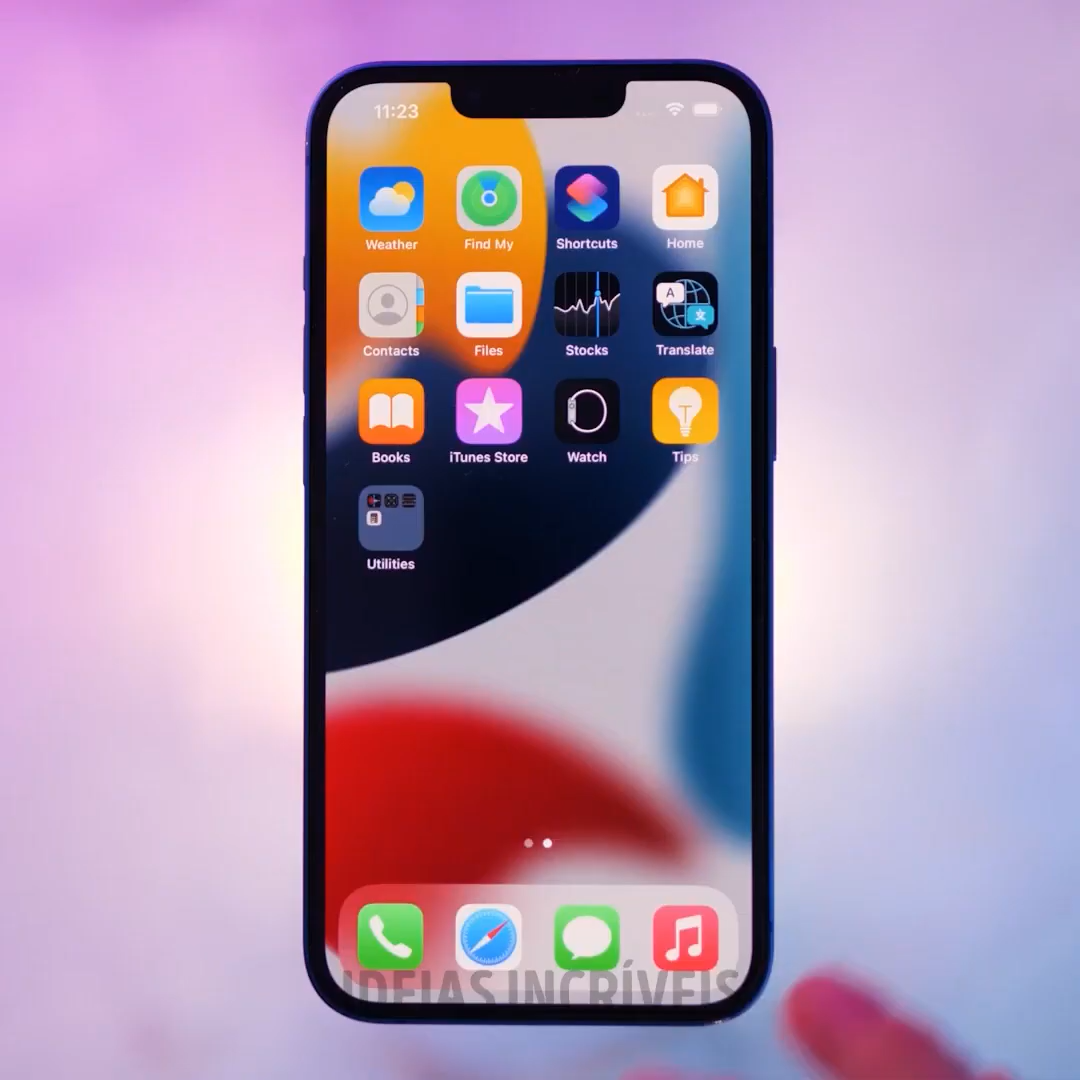 11:23
Weather Find My Shortcuts Home
A
文
Contacts Files Stocks Translate
Books iTunes Store Watch Tips
Utilities
IDEIAS INCRÍVEIS